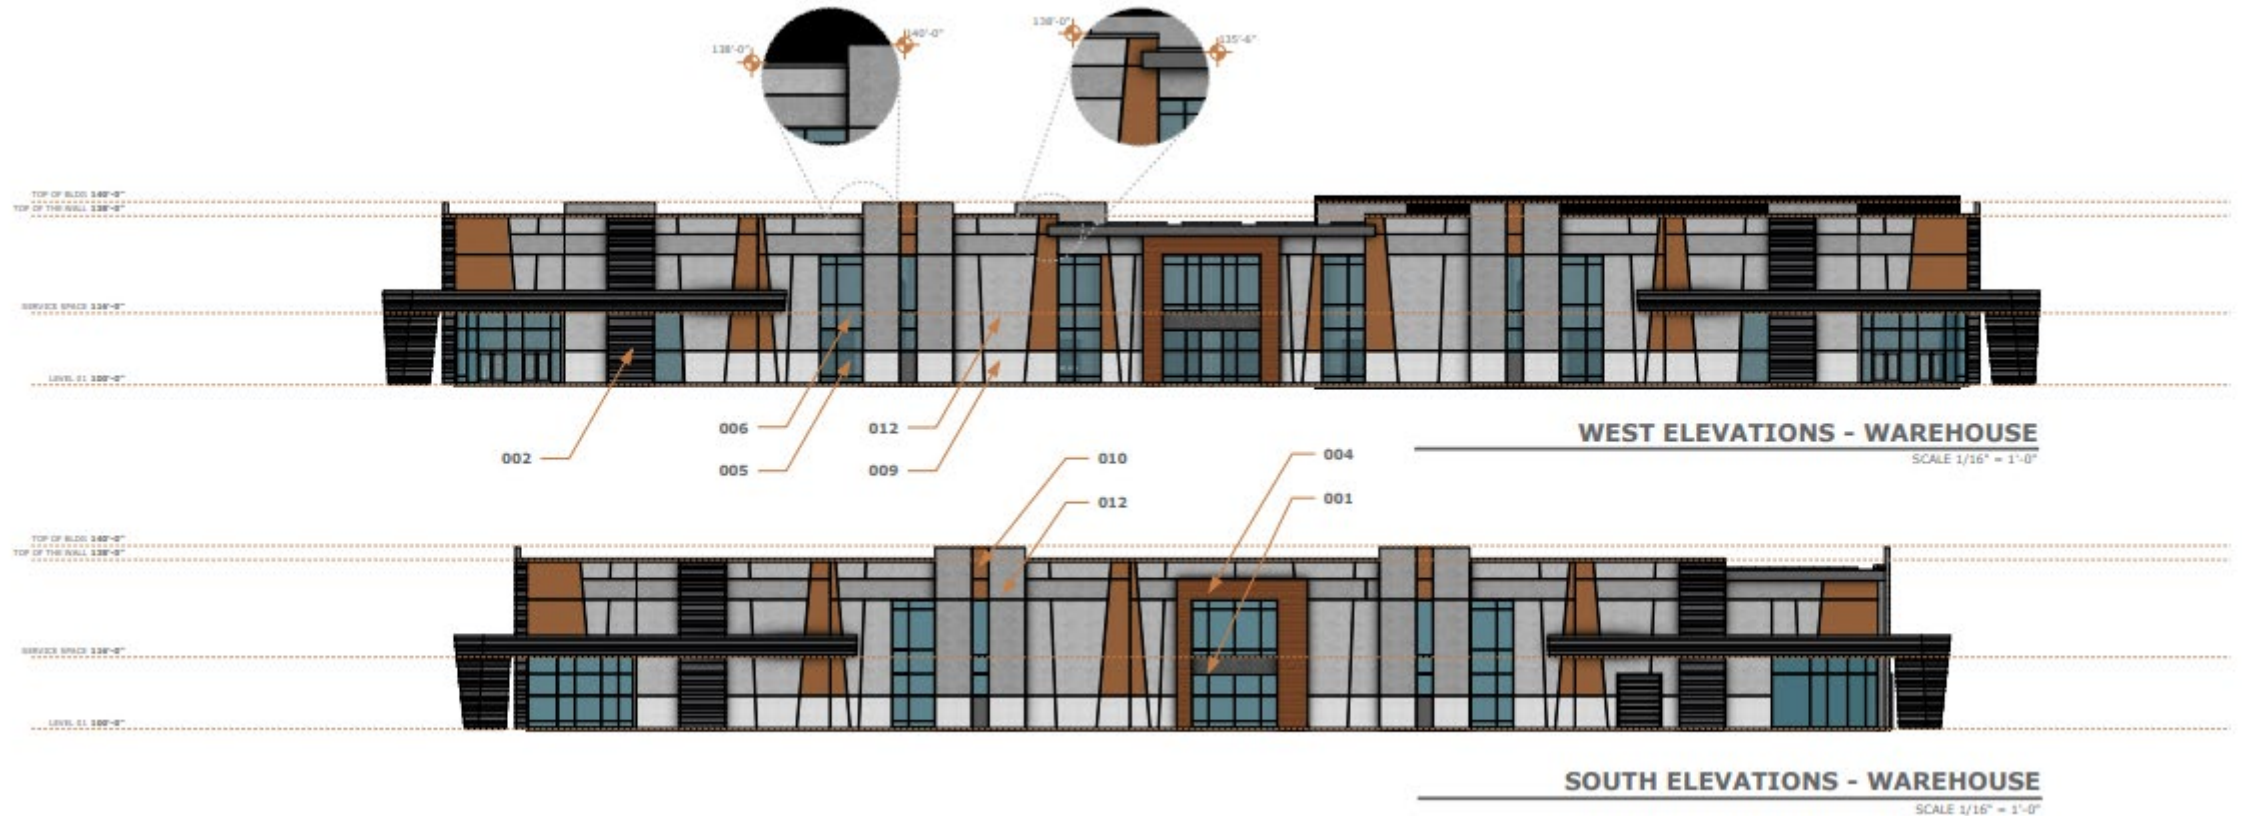 138'-0"
140'-0"
138'-0"
135'-6"
TOP OF BLDG 140'-0"
TOP OF THE WALL 138'-0"
SERVICE SPACE 116'-0"
LEVEL 01 100'-0"
002
006
005
012
009
WEST ELEVATIONS - WAREHOUSE
SCALE 1/16" = 1'-0"
010
012
004
001
TOP OF BLDG 140'-0"
TOP OF THE WALL 138'-0"
SERVICE SPACE 116'-0"
LEVEL 01 100'-0"
SOUTH ELEVATIONS - WAREHOUSE
SCALE 1/16" = 1'-0"